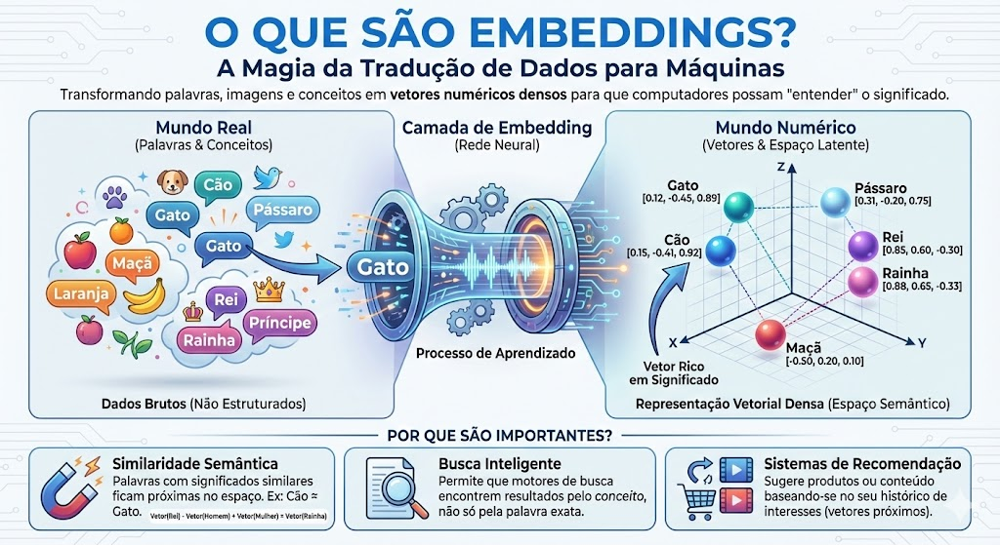 O QUE SÃO EMBEDDINGS?
A Magia da Tradução de Dados para Máquinas
Transformando palavras, imagens e conceitos em vetores numéricos densos para que computadores possam "entender" o significado.
Mundo Real
(Palavras & Conceitos)
Cão
Gato
Pássaro
Gato
Maçã
Laranja
Rei
Príncipe
Rainha
Dados Brutos (Não Estruturados)
Camada de Embedding
(Rede Neural)
Gato
Processo de Aprendizado
Mundo Numérico
(Vetores & Espaço Latente)
Z
Gato
[0.12, -0.45, 0.89]
Pássaro
[0.31, -0.20, 0.75]
Cão
[0.15, -0.41, 0.92]
Rei
[0.85, 0.60, -0.30]
Rainha
[0.88, 0.65, -0.33]
X
Y
Maçã
[-0.50, 0.20, 0.10]
Vetor Rico
em Significado
Representação Vetorial Densa (Espaço Semântico)
POR QUE SÃO IMPORTANTES?
Similaridade Semântica
Palavras com significados similares
ficam próximas no espaço. Ex: Cão ≈
Gato. Vetor(Rei) - Vetor(Homem) + Vetor(Mulher) = Vetor(Rainha)
Busca Inteligente
Permite que motores de busca
encontrem resultados pelo conceito,
não só pela palavra exata.
Sistemas de Recomendação
Sugere produtos ou conteúdo
baseando-se no seu histórico de
interesses (vetores próximos).